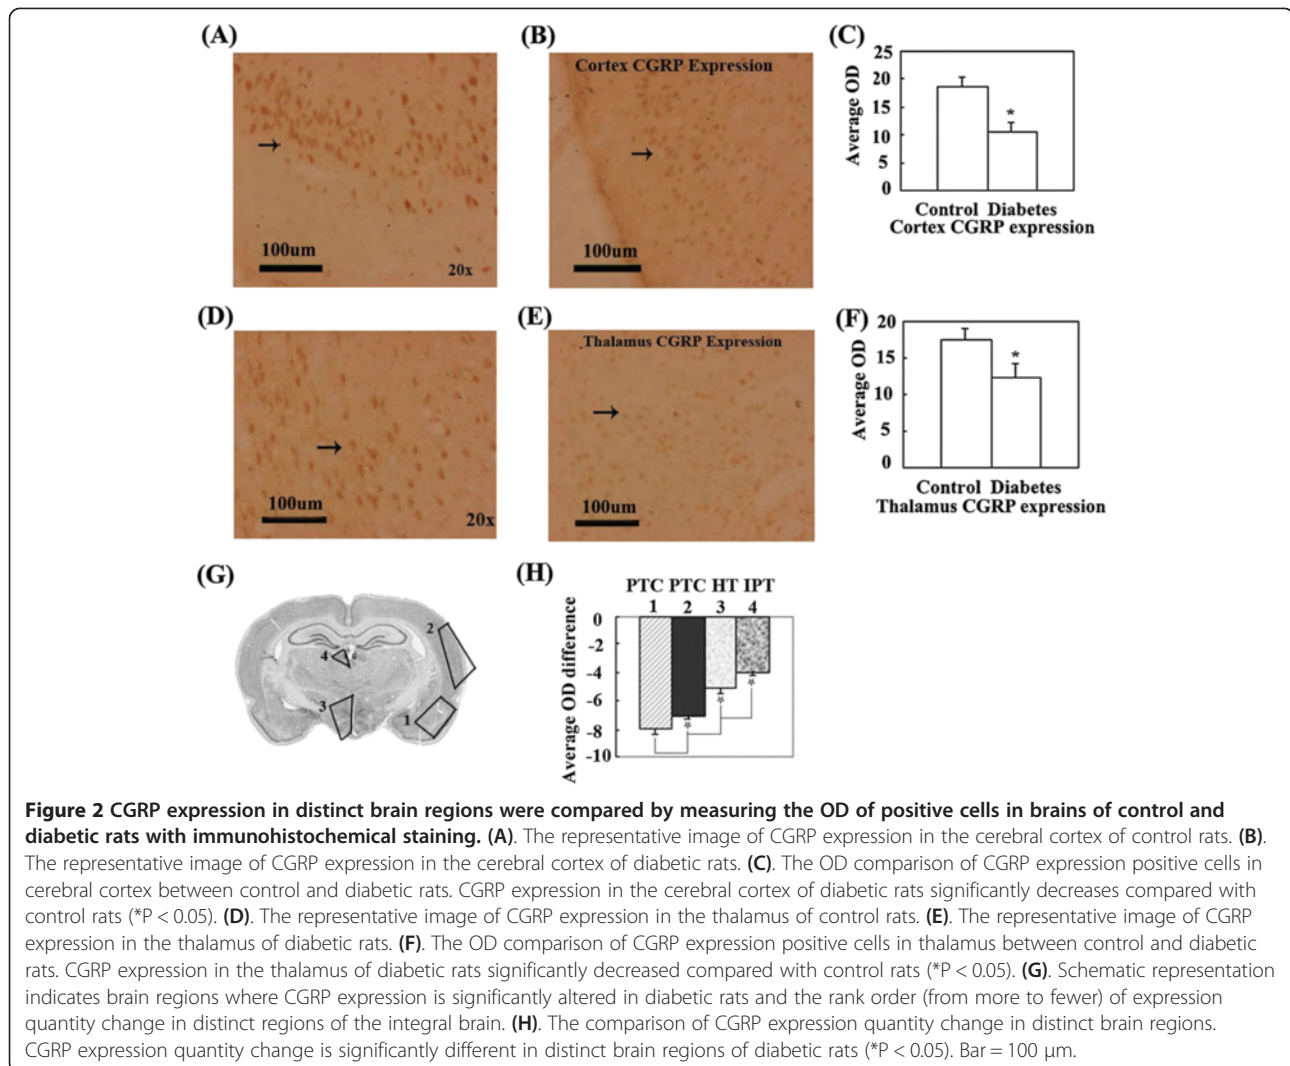 (A)
(B)
(C)
Cortex CGRP Expression
100um
20x
100um
25
20
15
10
5
0
Average OD
*
Control Diabetes
Cortex CGRP expression
(D)
(E)
(F)
Thalamus CGRP Expression
100um
20x
100um
20
15
10
5
0
Average OD
*
Control Diabetes
Thalamus CGRP expression
(G)
(H)
2
4
3
1
PTC PTC HT IPT
1 2 3 4
0
-2
-4
-6
-8
-10
Average OD difference
* * *
Figure 2 CGRP expression in distinct brain regions were compared by measuring the OD of positive cells in brains of control and
diabetic rats with immunohistochemical staining. (A). The representative image of CGRP expression in the cerebral cortex of control rats. (B).
The representative image of CGRP expression in the cerebral cortex of diabetic rats. (C). The OD comparison of CGRP expression positive cells in
cerebral cortex between control and diabetic rats. CGRP expression in the cerebral cortex of diabetic rats significantly decreases compared with
control rats (*P < 0.05). (D). The representative image of CGRP expression in the thalamus of control rats. (E). The representative image of CGRP
expression in the thalamus of diabetic rats. (F). The OD comparison of CGRP expression positive cells in thalamus between control and diabetic
rats. CGRP expression in the thalamus of diabetic rats significantly decreased compared with control rats (*P < 0.05). (G). Schematic representation
indicates brain regions where CGRP expression is significantly altered in diabetic rats and the rank order (from more to fewer) of expression
quantity change in distinct regions of the integral brain. (H). The comparison of CGRP expression quantity change in distinct brain regions.
CGRP expression quantity change is significantly different in distinct brain regions of diabetic rats (*P < 0.05). Bar = 100 μm.